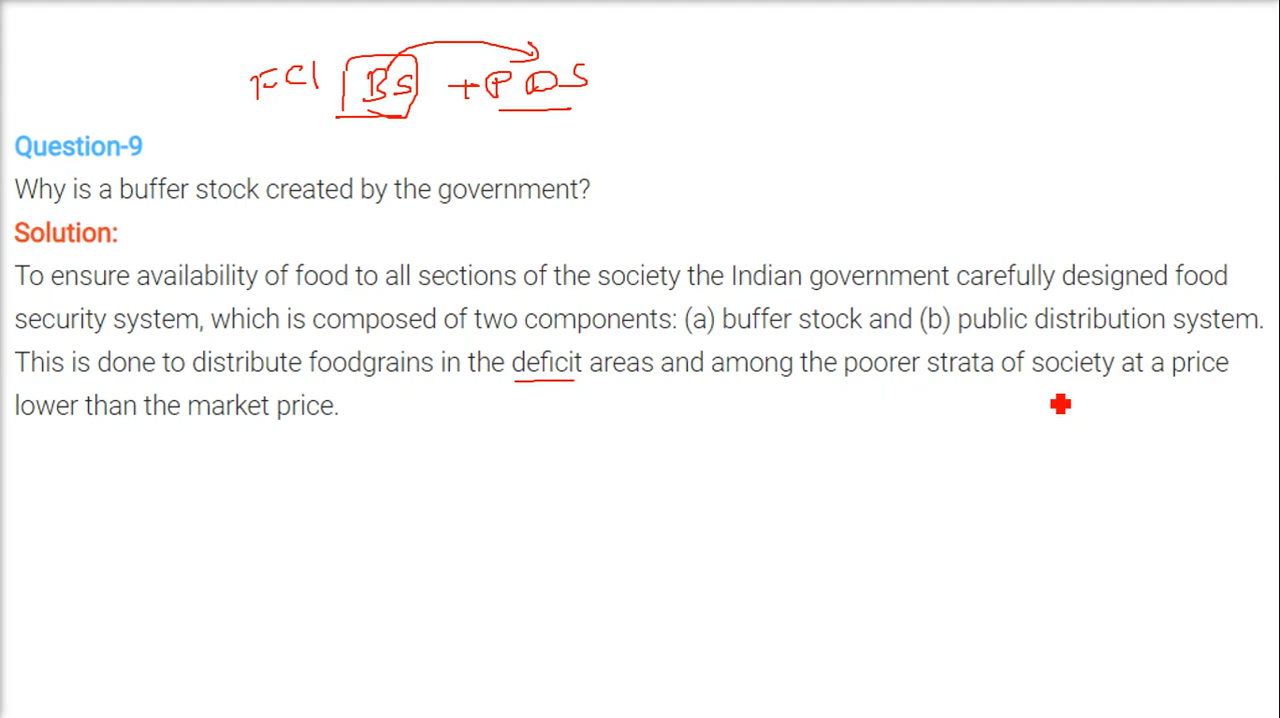 FCI BS + PDS
Question-9
Why is a buffer stock created by the government?
Solution:
To ensure availability of food to all sections of the society the Indian government carefully designed food
security system, which is composed of two components: (a) buffer stock and (b) public distribution system.
This is done to distribute foodgrains in the deficit areas and among the poorer strata of society at a price
lower than the market price.